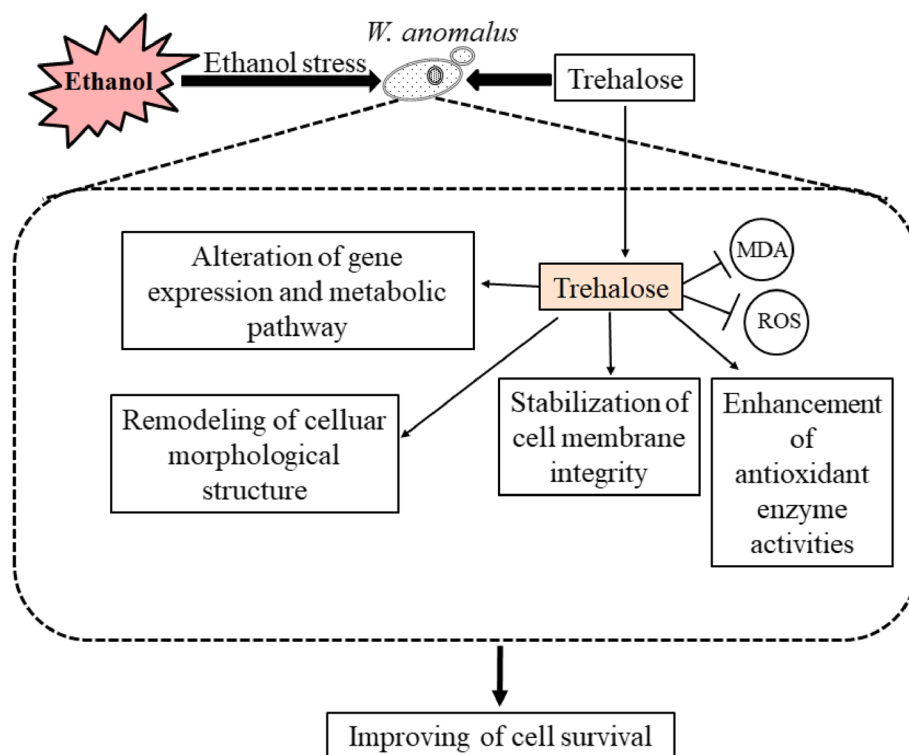 W. anomalus
Ethanol
Ethanol stress
Trehalose
Alteration of gene
expression and metabolic
pathway
Trehalose
MDA
ROS
Remodeling of celluar
morphological
structure
Stabilization of
cell membrane
integrity
Enhancement
of
antioxidant
enzyme
activities
Improving of cell survival